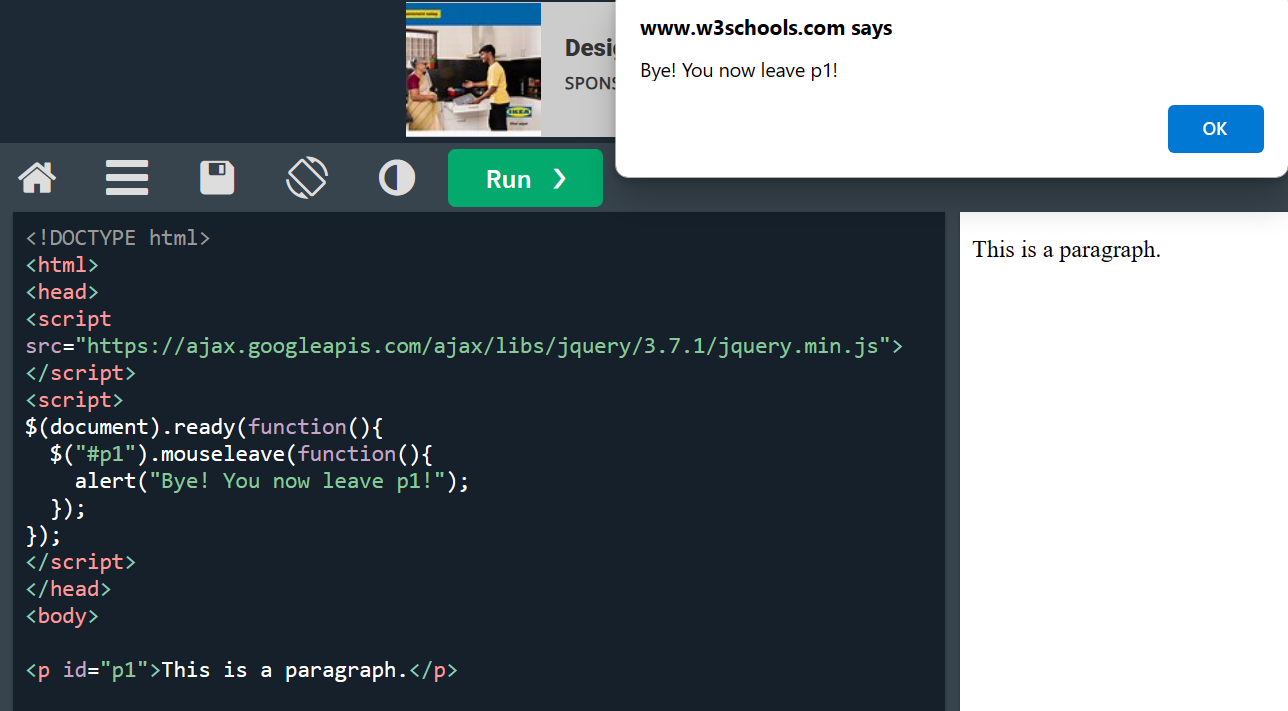 Desi
SPONS
IKEA
www.w3schools.com says
Bye! You now leave p1!
OK
Run ❯
<!DOCTYPE html>
<html>
<head>
<script
src="https://ajax.googleapis.com/ajax/libs/jquery/3.7.1/jquery.min.js">
</script>
<script>
$(document).ready(function(){
  $("#p1").mouseleave(function(){
    alert("Bye! You now leave p1!");
  });
});
</script>
</head>
<body>
<p id="p1">This is a paragraph.</p>
This is a paragraph.